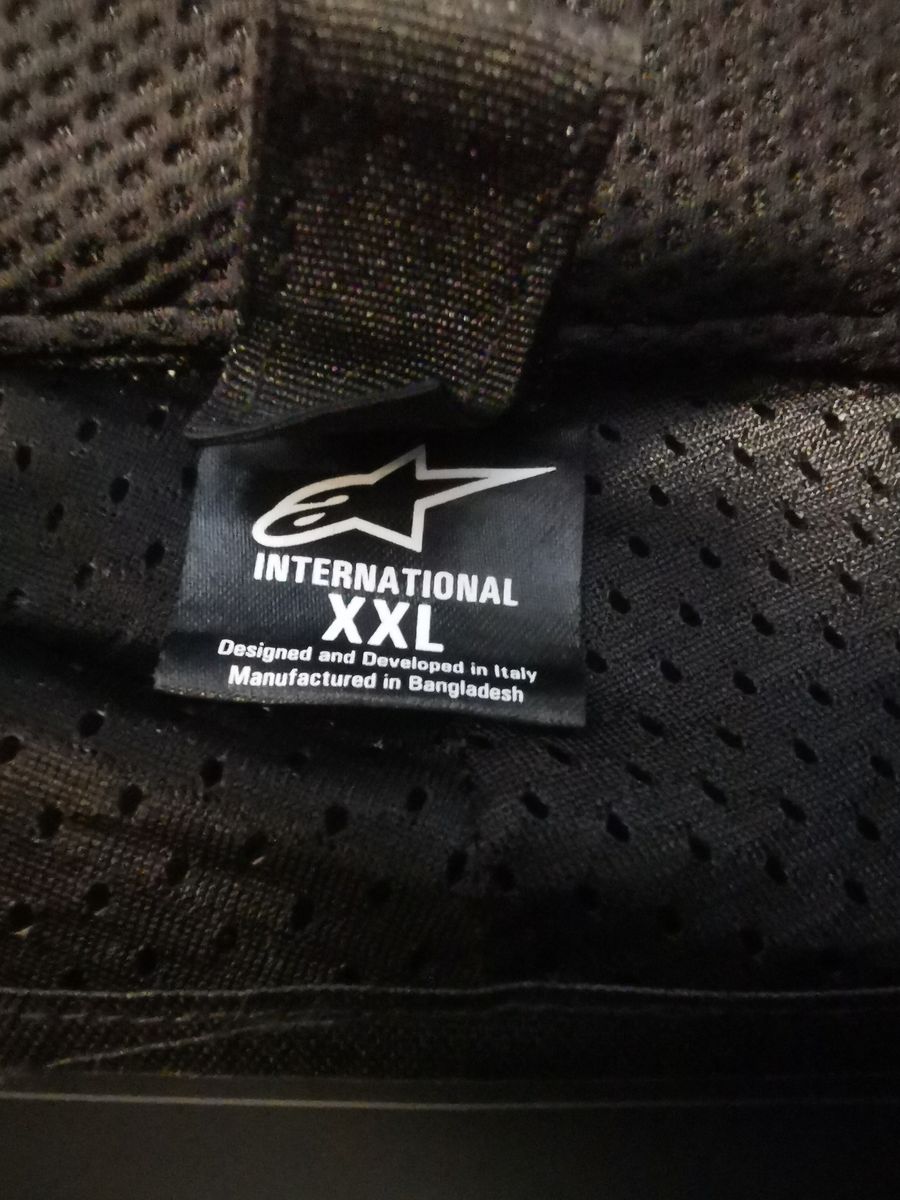 INTERNATIONAL
XXL
Designed and Developed in Italy
Manufactured in Bangladesh